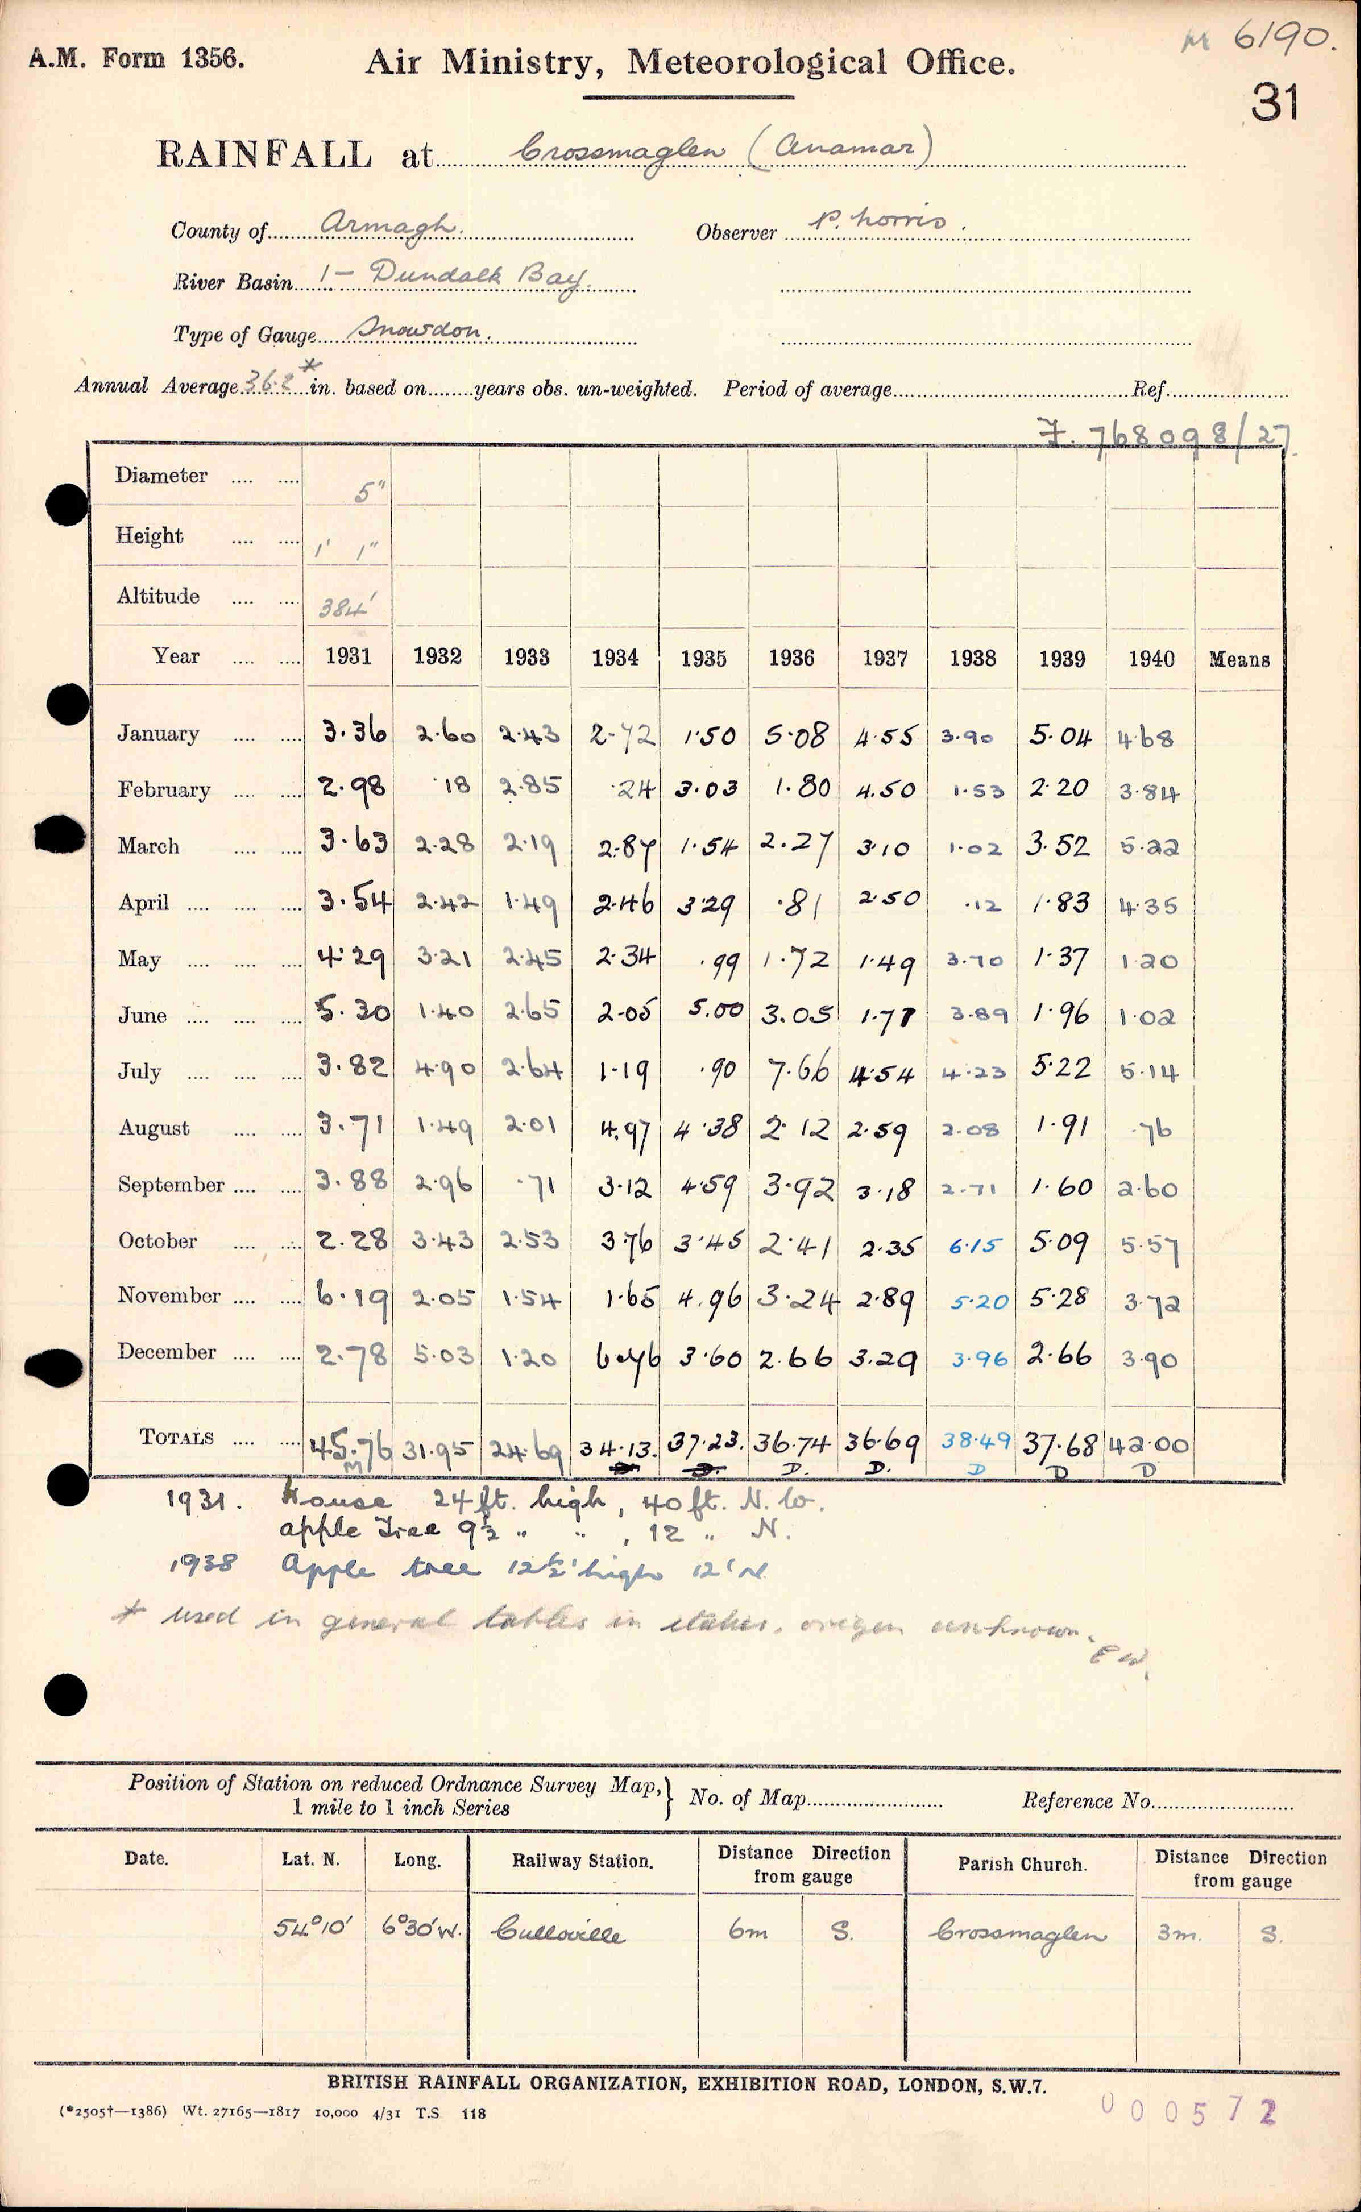 M 6190.
A.M. Form 1356. Air Ministry, Meteorological Office.
31
RAINFALL at Crossmaglen (Anamar)
County of Armagh. Observer P. Morris.
River Basin 1 - Dundalk Bay.
Type of Gauge Snowdon.
Annual Average 36.2* in. based on years obs. un-weighted. Period of average Ref.
F. 768098/27
Diameter 5"
Height 1' 1"
Altitude 384'
Year 1931 1932 1933 1934 1935 1936 1937 1938 1939 1940 Means
January 3.36 2.60 2.43 2.72 1.50 5.08 4.55 3.90 5.04 4.68
February 2.98 .18 2.85 .24 3.03 1.80 4.50 1.53 2.20 3.84
March 3.63 2.28 2.19 2.87 1.54 2.27 3.10 1.02 3.52 5.22
April 3.54 2.42 1.49 2.46 3.29 .81 2.50 .12 1.83 4.35
May 4.29 3.21 2.45 2.34 .99 1.72 1.49 3.70 1.37 1.20
June 5.30 1.40 2.65 2.05 5.00 3.05 1.71 3.89 1.96 1.02
July 3.82 4.90 2.64 1.19 .90 7.66 4.54 4.23 5.22 5.14
August 3.71 1.49 2.01 4.97 4.38 2.12 2.59 2.08 1.91 .76
September 3.88 2.96 .71 3.12 4.59 3.92 3.18 2.71 1.60 2.60
October 2.28 3.43 2.53 3.76 3.45 2.41 2.35 6.15 5.09 5.57
November 6.19 2.05 1.54 1.65 4.96 3.24 2.89 5.20 5.28 3.72
December 2.78 5.03 1.20 6.76 3.60 2.66 3.29 3.96 2.66 3.90
TOTALS 45.76 31.95 24.69 34.13. 37.23. 36.74 36.69 38.49 37.68 42.00
m D. D. D. D. D D D
1931. House 24 ft. high, 40 ft. N.W.
apple Tree 9½ " ", 12 " N.
1938 Apple tree 12½' high 12' N
* used in general tables in , origin unknown. E W.
Position of Station on reduced Ordnance Survey Map, 1 mile to 1 inch Series } No. of Map Reference No.
Date. Lat. N. Long. Railway Station. Distance Direction from gauge Parish Church. Distance Direction from gauge
54°10' 6°30'W. Culloville 6m S. Crossmaglen 3m. S.
BRITISH RAINFALL ORGANIZATION, EXHIBITION ROAD, LONDON, S.W.7.
(*2505†—1386) Wt. 27165—1817 10,000 4/31 T.S 118
000572